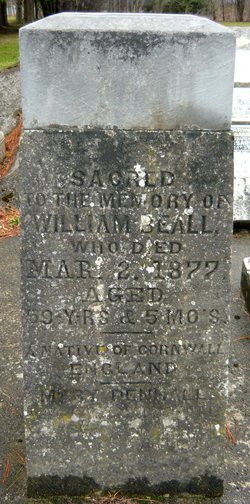 SACRED
TO THE MEMORY OF
WILLIAM BEALL.
WHO DIED
MAR. 2. 1877
AGED
59 YRS & 5 MO'S.
A NATIVE OF CORNWALL
ENGLAND
MARY